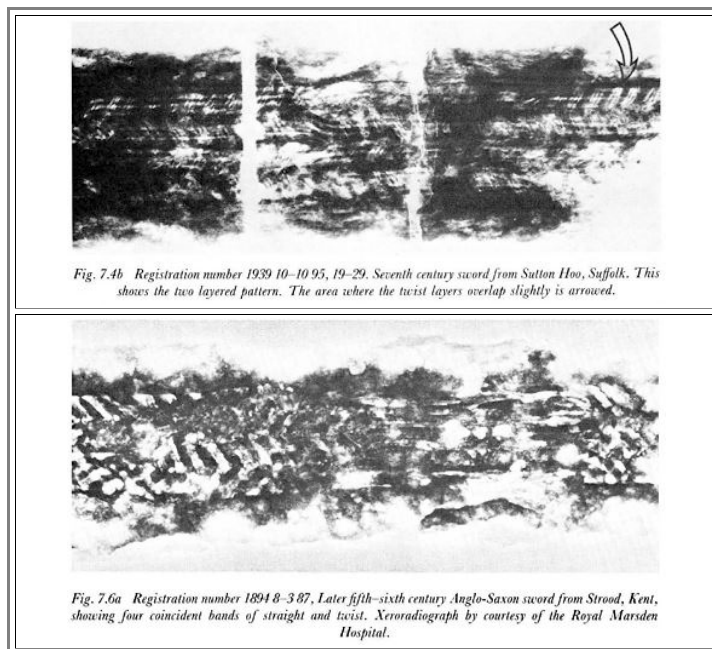 Fig. 7.4b Registration number 1939 10–10 95, 19–29. Seventh century sword from Sutton Hoo, Suffolk. This
shows the two layered pattern. The area where the twist layers overlap slightly is arrowed.
Fig. 7.6a Registration number 1894 8–3 87, Later fifth–sixth century Anglo-Saxon sword from Strood, Kent,
showing four coincident bands of straight and twist. Xeroradiograph by courtesy of the Royal Marsden
Hospital.